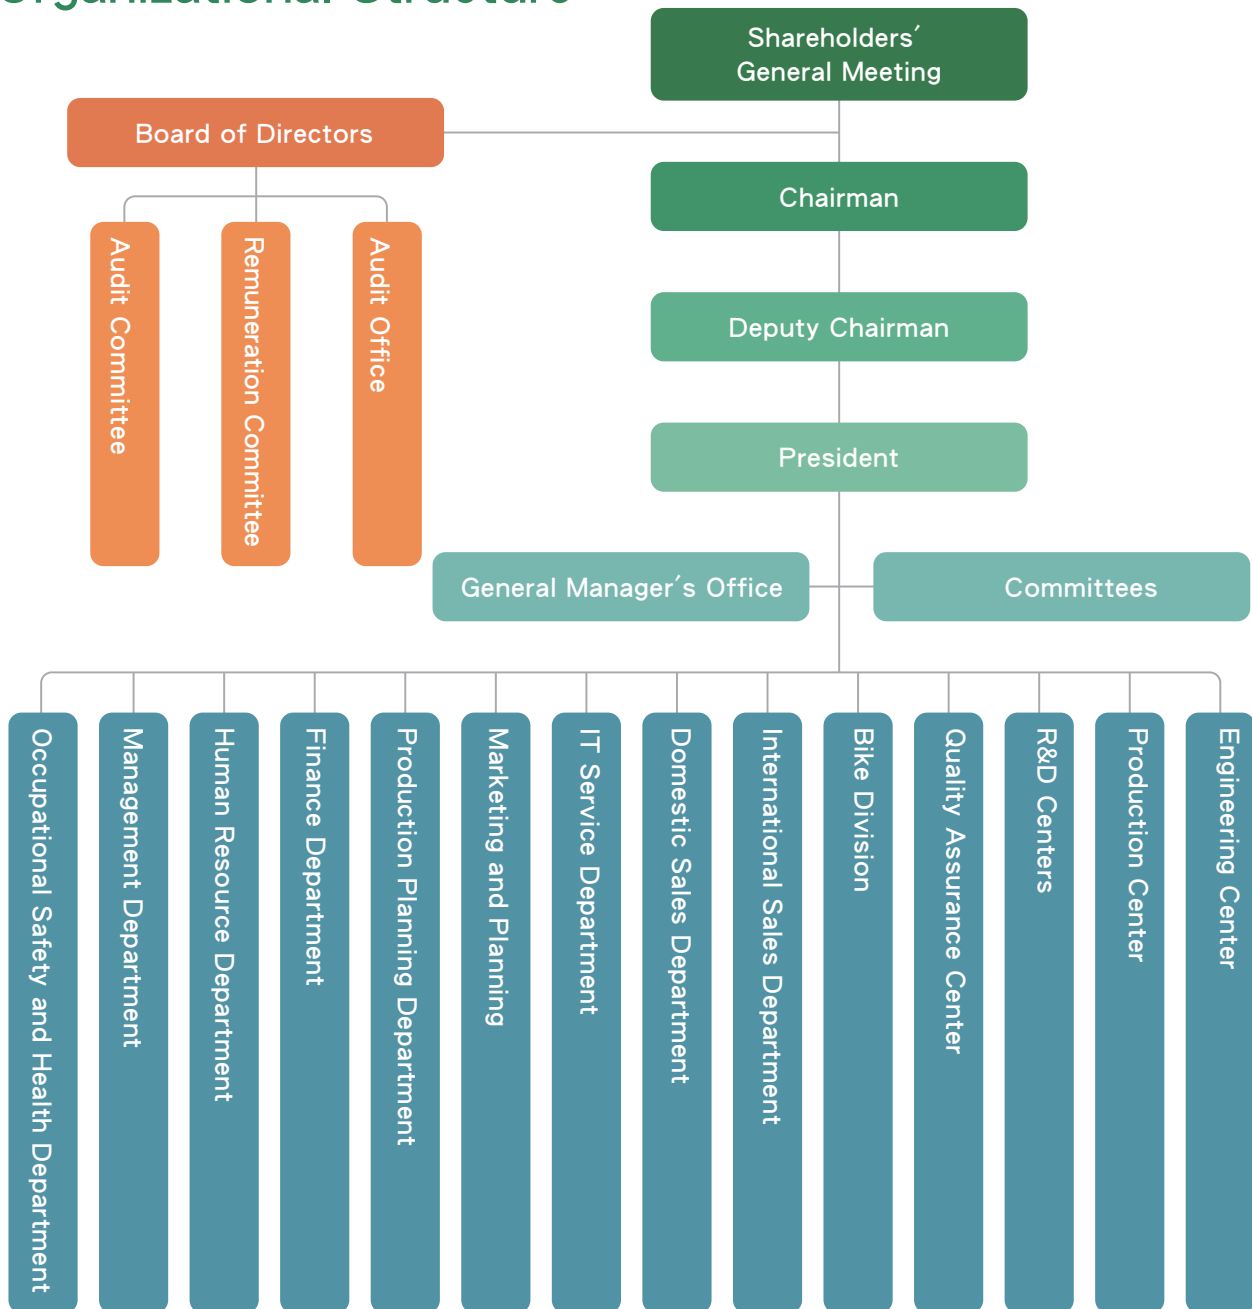 Organizational Structure
Shareholders´
General Meeting
Board of Directors
Chairman
Audit Committee
Remuneration Committee
Audit Office
Deputy Chairman
President
General Manager´s Office
Committees
Occupational Safety and Health Department
Management Department
Human Resource Department
Finance Department
Production Planning Department
Marketing and Planning
IT Service Department
Domestic Sales Department
International Sales Department
Bike Division
Quality Assurance Center
R&D Centers
Production Center
Engineering Center